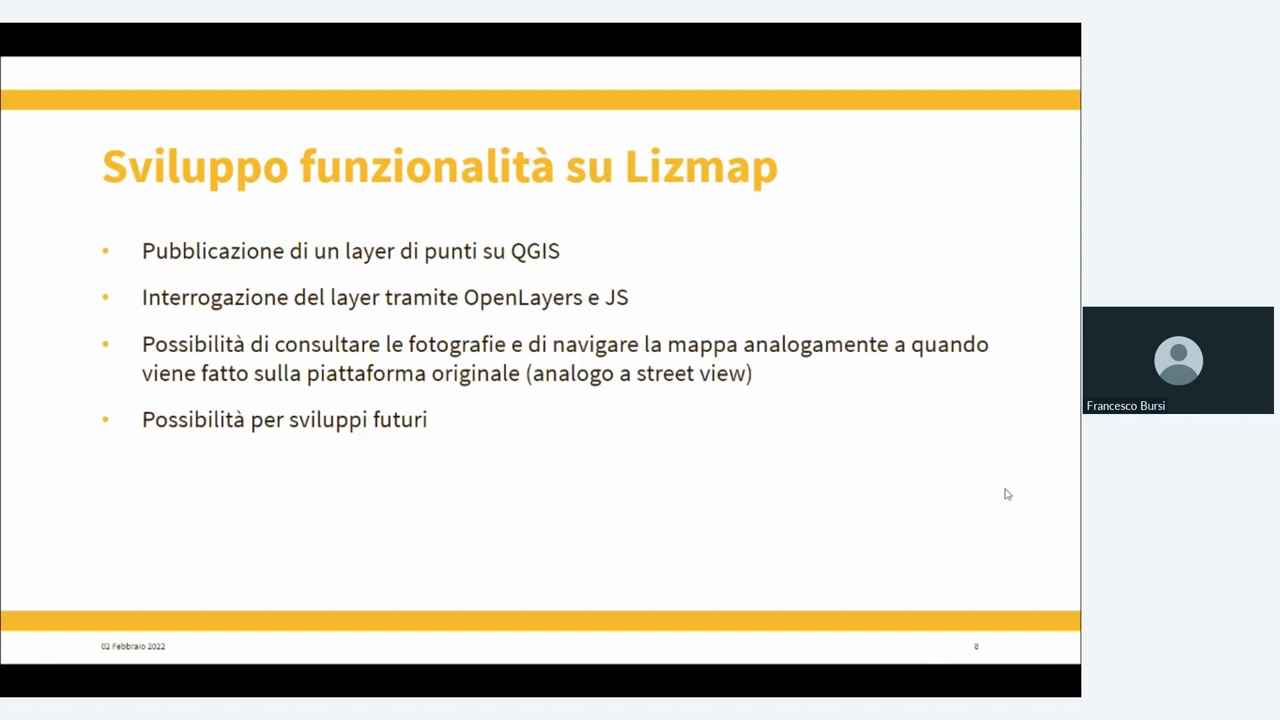 Sviluppo funzionalità su Lizmap
• Pubblicazione di un layer di punti su QGIS
• Interrogazione del layer tramite OpenLayers e JS
• Possibilità di consultare le fotografie e di navigare la mappa analogamente a quando
viene fatto sulla piattaforma originale (analogo a street view)
• Possibilità per sviluppi futuri
Francesco Bursi
02 Febbraio 2022
8